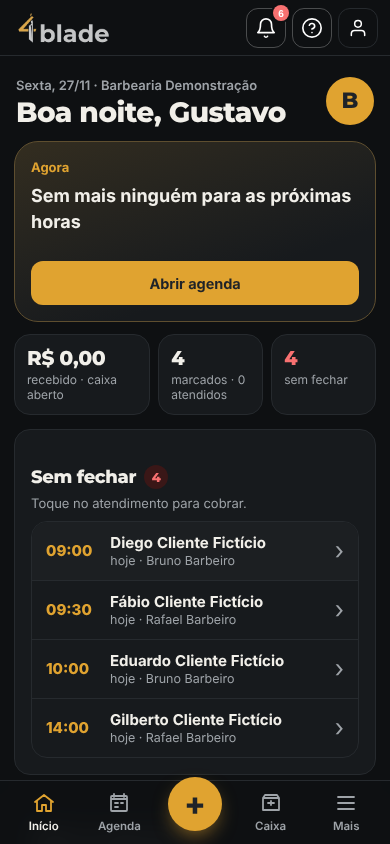 4blade
6
Sexta, 27/11 · Barbearia Demonstração
Boa noite, Gustavo
B
Agora
Sem mais ninguém para as próximas
horas
Abrir agenda
R$ 0,00
recebido · caixa
aberto
4
marcados · 0
atendidos
4
sem fechar
Sem fechar 4
Toque no atendimento para cobrar.
09:00 Diego Cliente Fictício
hoje · Bruno Barbeiro
09:30 Fábio Cliente Fictício
hoje · Rafael Barbeiro
10:00 Eduardo Cliente Fictício
hoje · Bruno Barbeiro
14:00 Gilberto Cliente Fictício
hoje · Rafael Barbeiro
Início Agenda + Caixa Mais